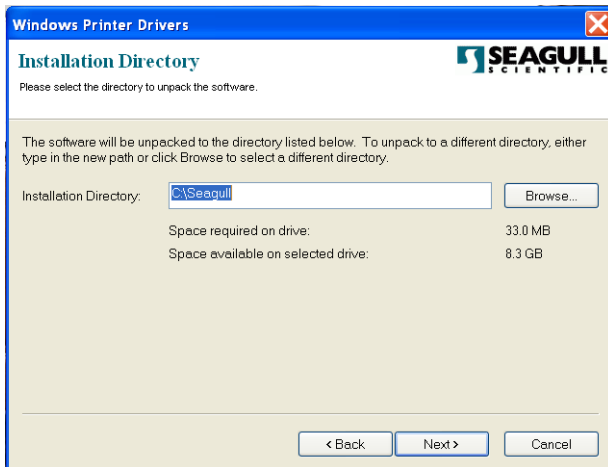 Windows Printer Drivers
Installation Directory
SEAGULL
SCIENTIFIC
Please select the directory to unpack the software.
The software will be unpacked to the directory listed below. To unpack to a different directory, either
type in the new path or click Browse to select a different directory.
Installation Directory: C:\Seagull Browse...
Space required on drive: 33.0 MB
Space available on selected drive: 8.3 GB
< Back Next > Cancel